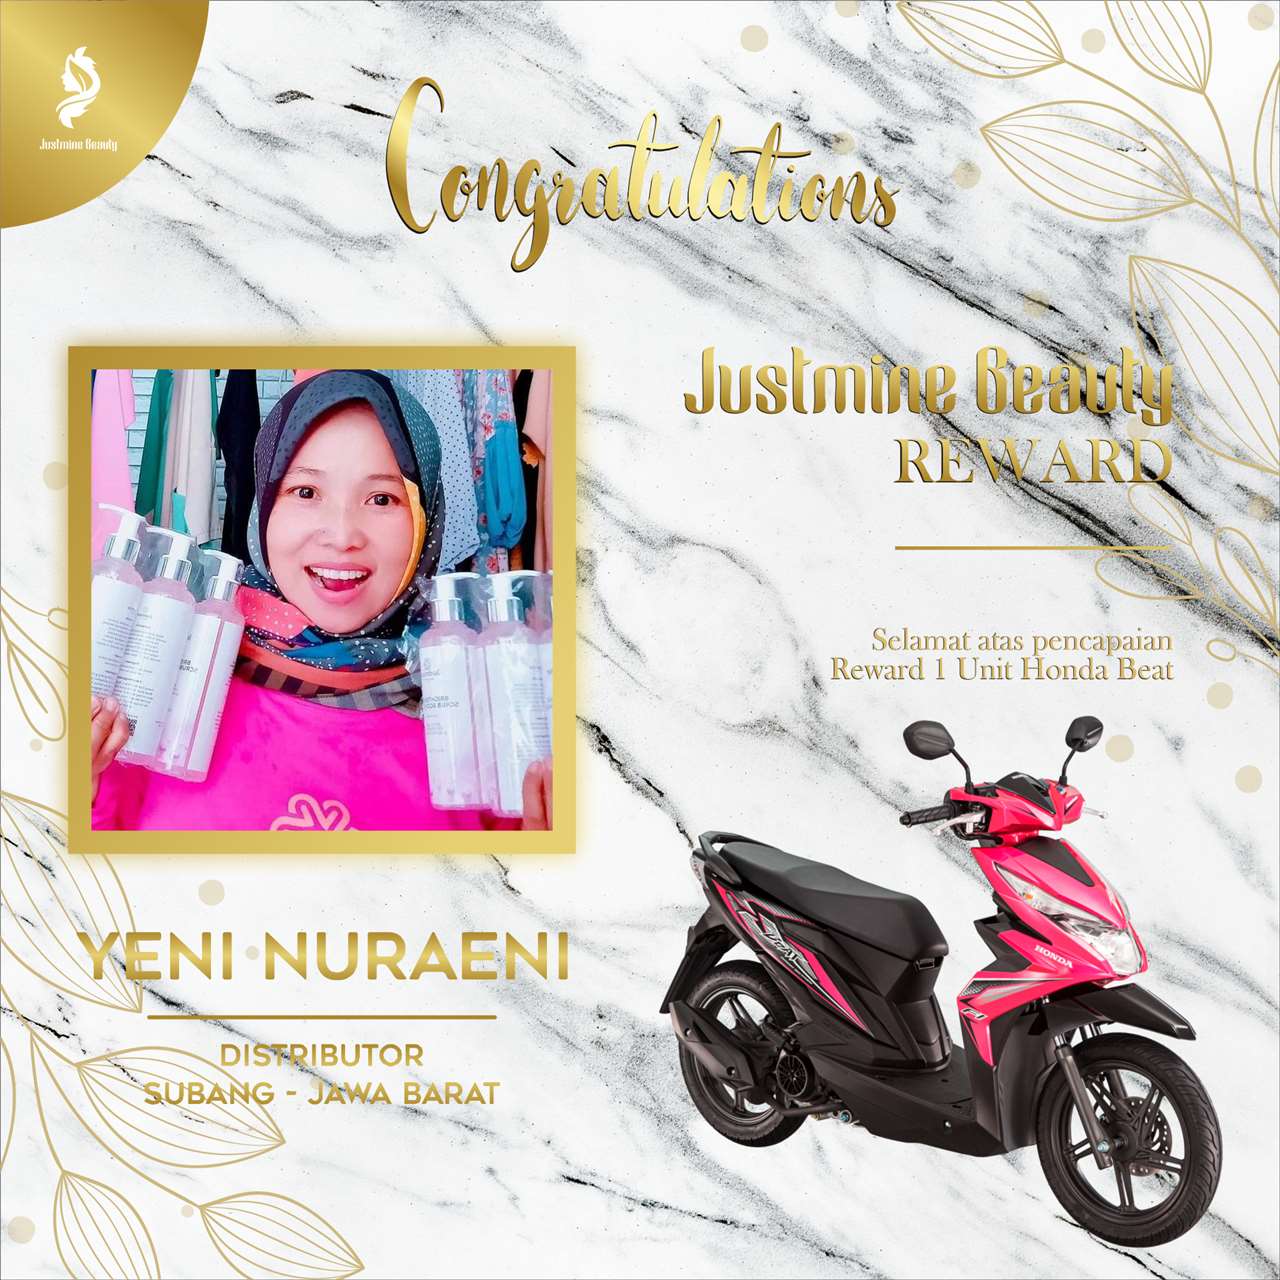 Justmine Beauty
Congratulations
Justmine Beauty
REWARD
Selamat atas pencapaian
Reward 1 Unit Honda Beat
YENI NURAENI
DISTRIBUTOR
SUBANG - JAWA BARAT
HONDA